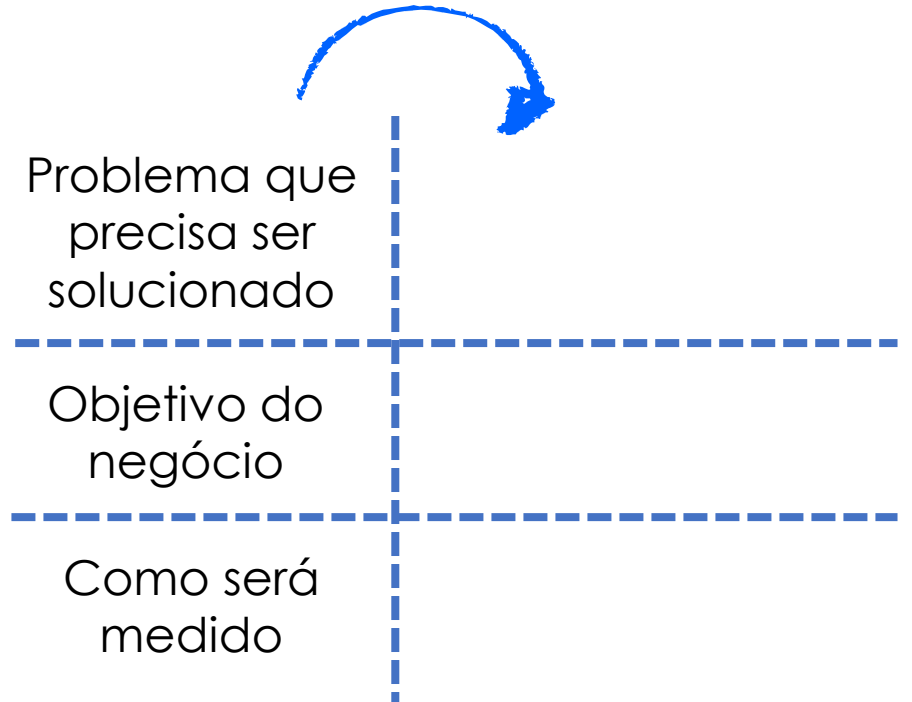 Problema que
precisa ser
solucionado
Objetivo do
negócio
Como será
medido